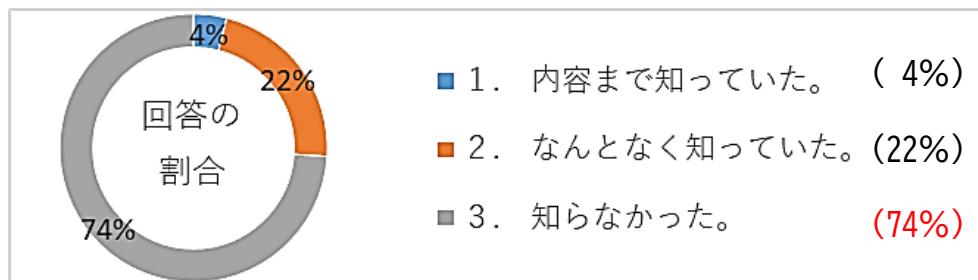 4%
22%
74%
回答の
割合
1. 内容まで知っていた。 ( 4%)
2. なんとなく知っていた。(22%)
3. 知らなかった。 (74%)